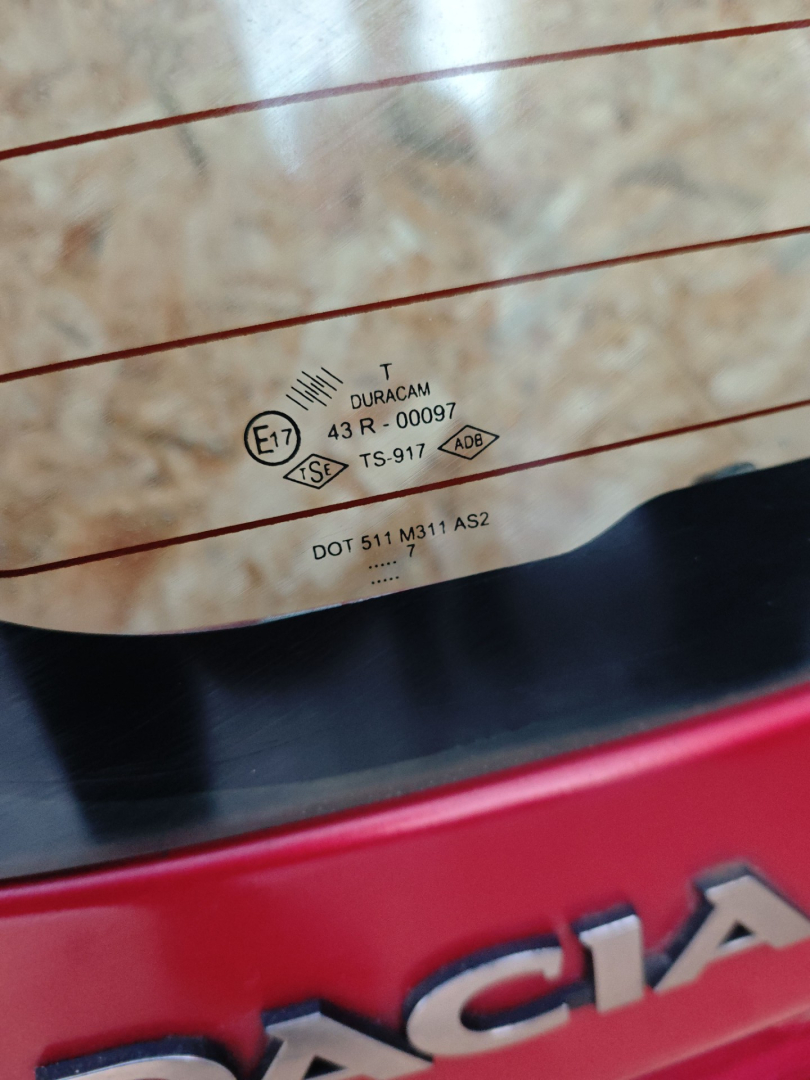 T
DURACAM
E17 43 R - 00097
TSE TS-917 ADB
DOT 511 M311 AS2
..... 7
.....
DACIA